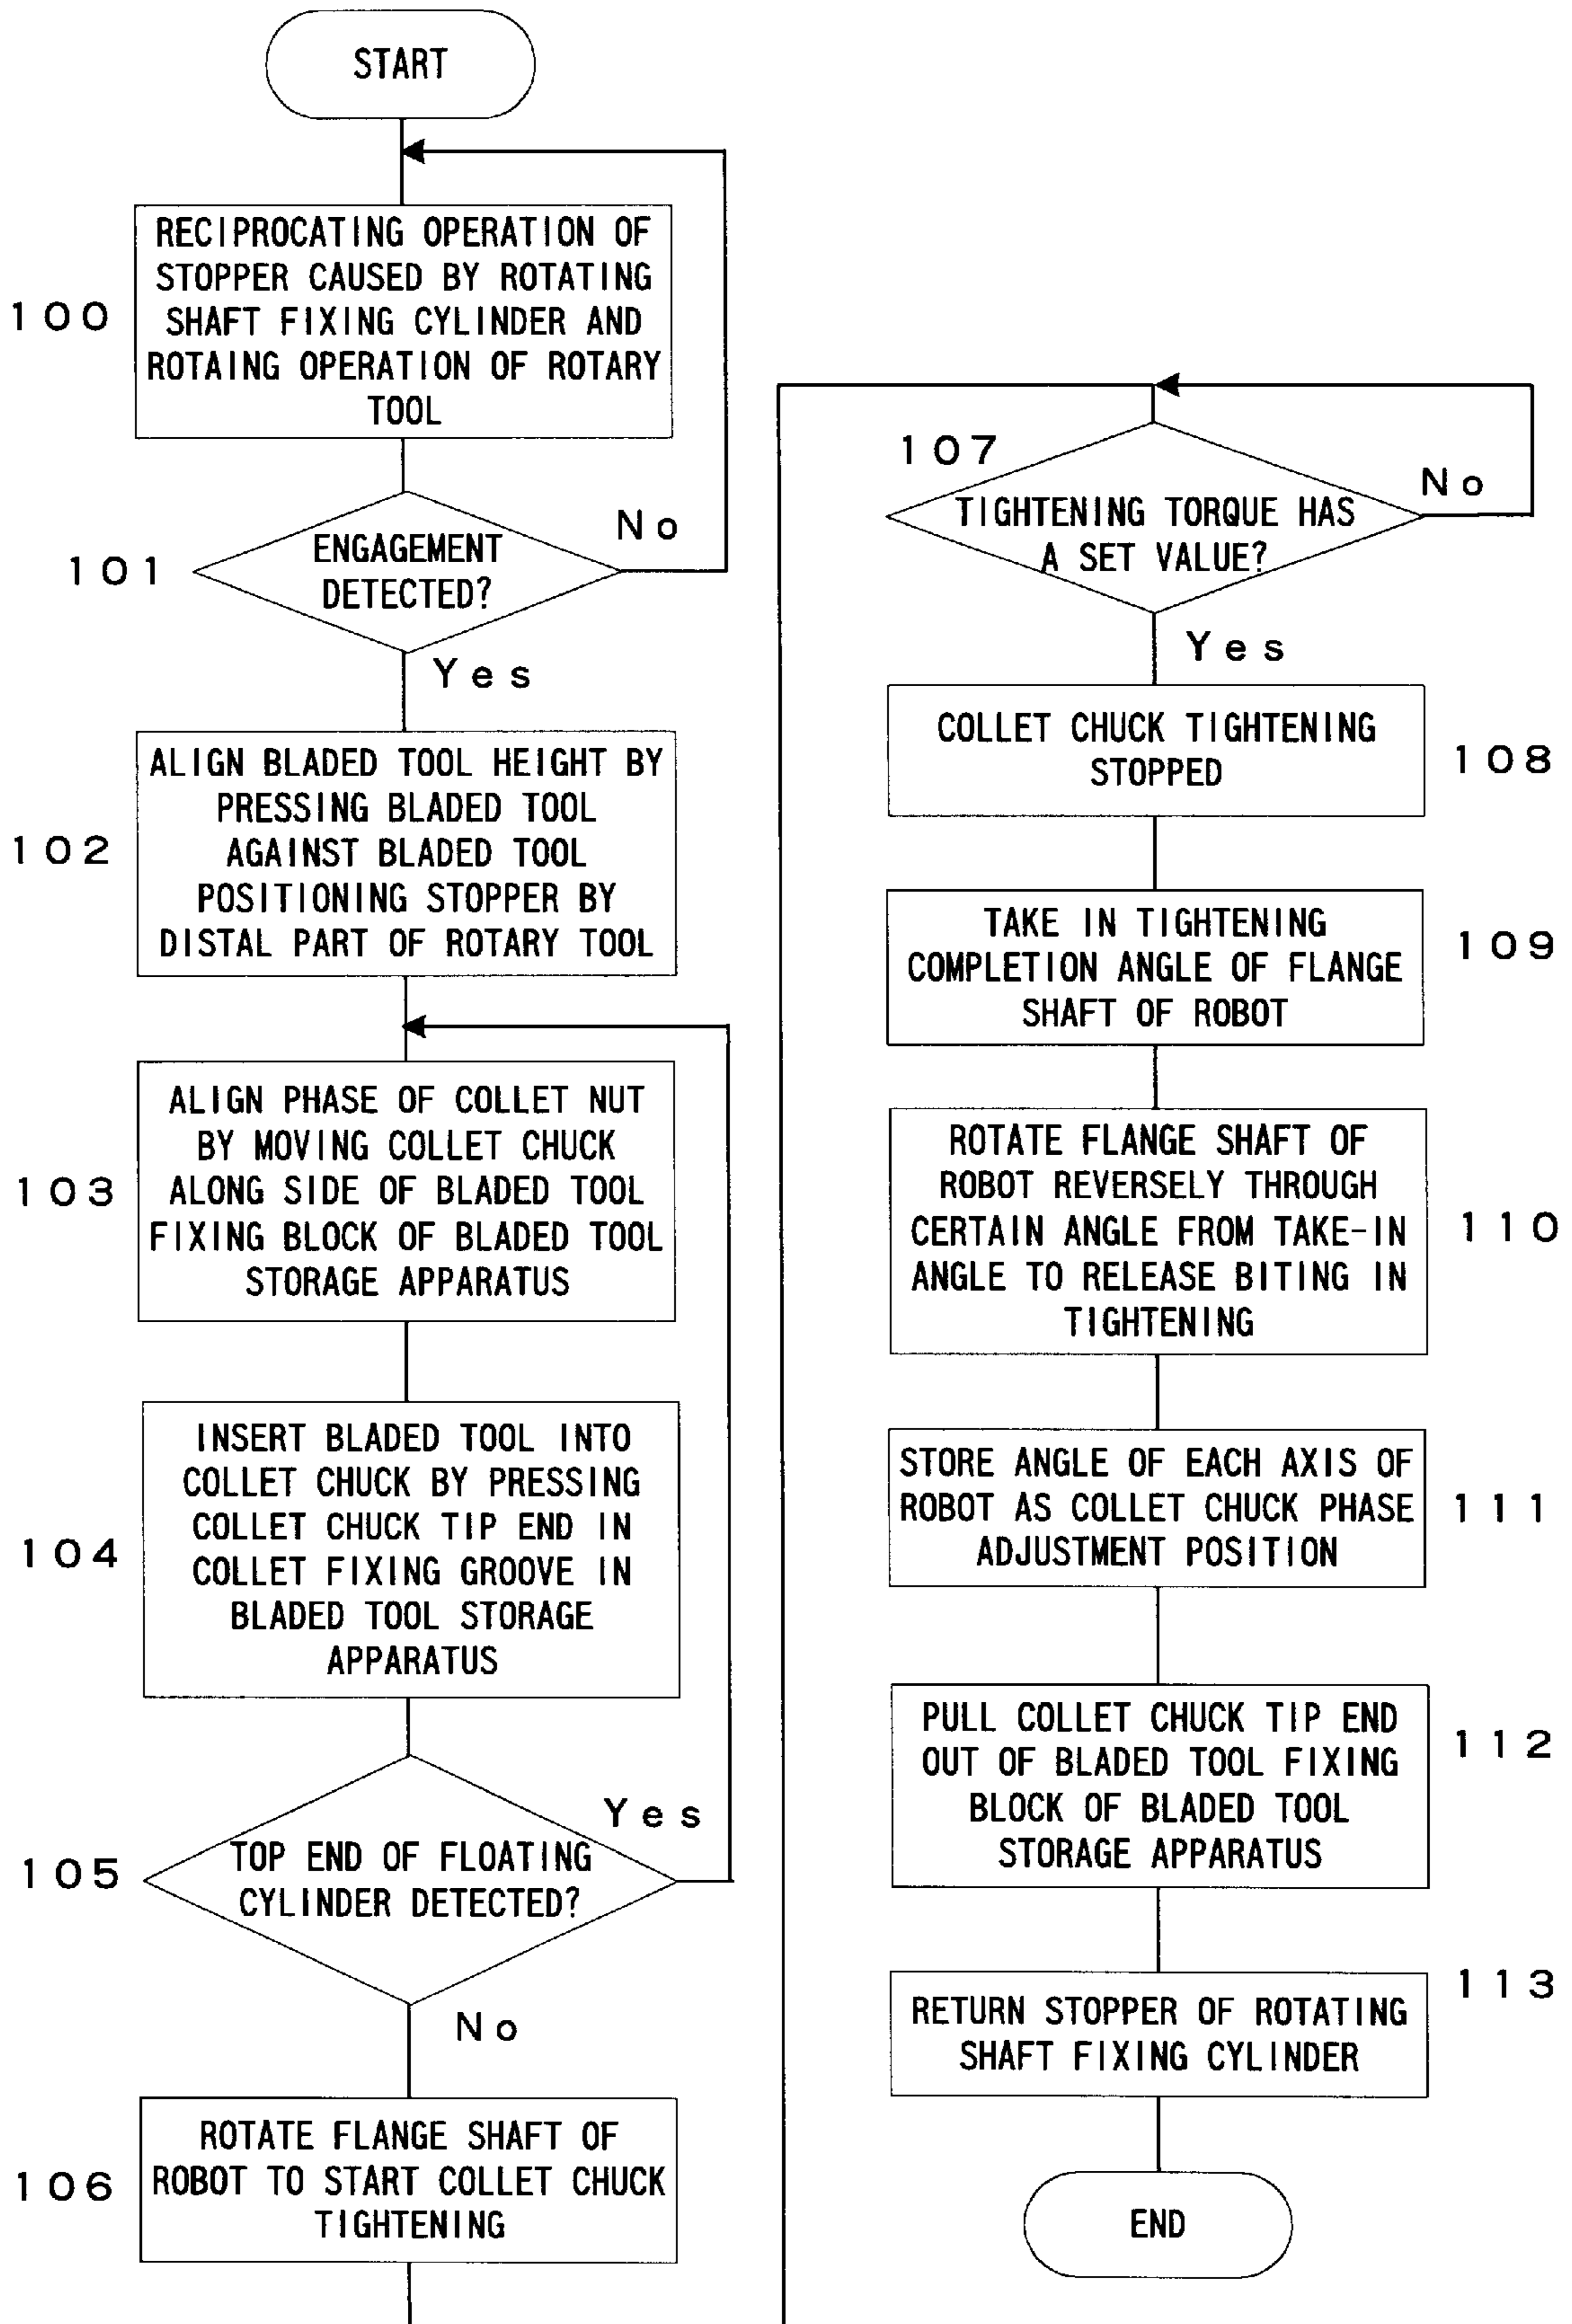 START
100
RECIPROCATING OPERATION OF
STOPPER CAUSED BY ROTATING
SHAFT FIXING CYLINDER AND
ROTAING OPERATION OF ROTARY
TOOL
101
ENGAGEMENT
DETECTED?
No
Yes
102
ALIGN BLADED TOOL HEIGHT BY
PRESSING BLADED TOOL
AGAINST BLADED TOOL
POSITIONING STOPPER BY
DISTAL PART OF ROTARY TOOL
103
ALIGN PHASE OF COLLET NUT
BY MOVING COLLET CHUCK
ALONG SIDE OF BLADED TOOL
FIXING BLOCK OF BLADED TOOL
STORAGE APPARATUS
104
INSERT BLADED TOOL INTO
COLLET CHUCK BY PRESSING
COLLET CHUCK TIP END IN
COLLET FIXING GROOVE IN
BLADED TOOL STORAGE
APPARATUS
105
TOP END OF FLOATING
CYLINDER DETECTED?
Yes
No
106
ROTATE FLANGE SHAFT OF
ROBOT TO START COLLET CHUCK
TIGHTENING
107
TIGHTENING TORQUE HAS
A SET VALUE?
No
Yes
COLLET CHUCK TIGHTENING
STOPPED
108
TAKE IN TIGHTENING
COMPLETION ANGLE OF FLANGE
SHAFT OF ROBOT
109
ROTATE FLANGE SHAFT OF
ROBOT REVERSELY THROUGH
CERTAIN ANGLE FROM TAKE-IN
ANGLE TO RELEASE BITING IN
TIGHTENING
110
STORE ANGLE OF EACH AXIS OF
ROBOT AS COLLET CHUCK PHASE
ADJUSTMENT POSITION
111
PULL COLLET CHUCK TIP END
OUT OF BLADED TOOL FIXING
BLOCK OF BLADED TOOL
STORAGE APPARATUS
112
RETURN STOPPER OF ROTATING
SHAFT FIXING CYLINDER
113
END